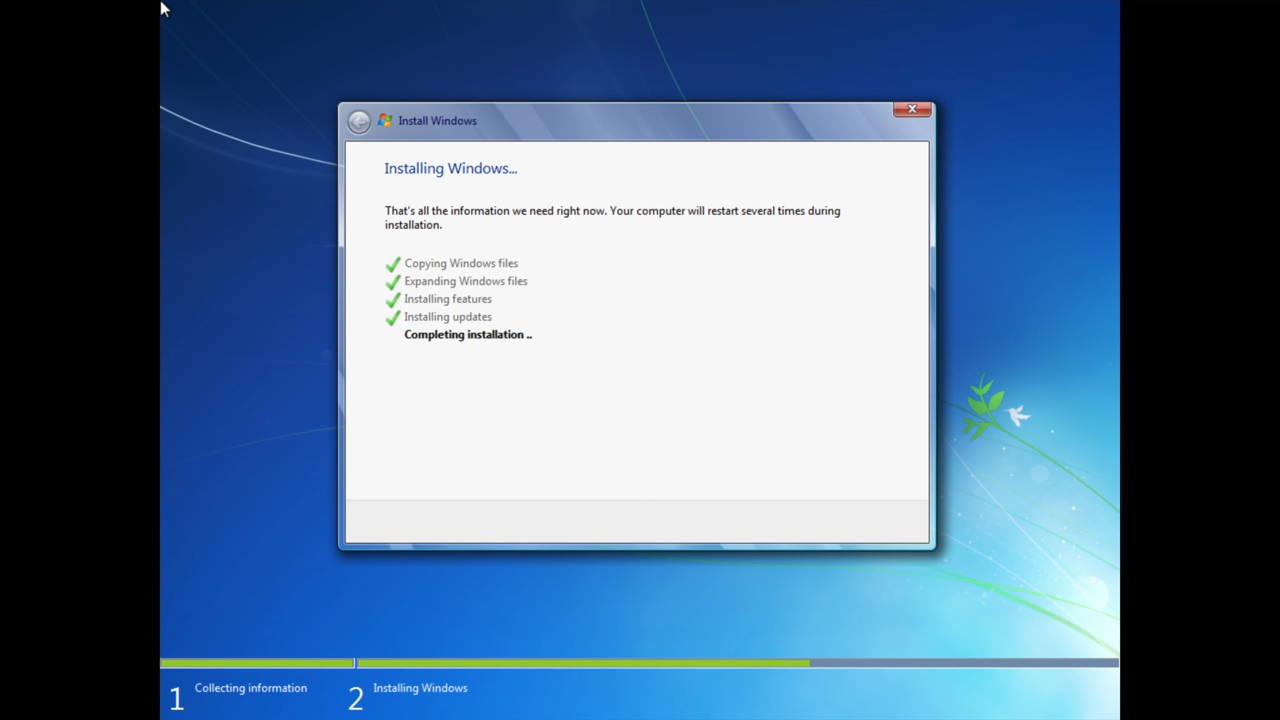 Install Windows
Installing Windows...
That's all the information we need right now. Your computer will restart several times during
installation.
Copying Windows files
Expanding Windows files
Installing features
Installing updates
Completing installation ..
1 Collecting information
2 Installing Windows